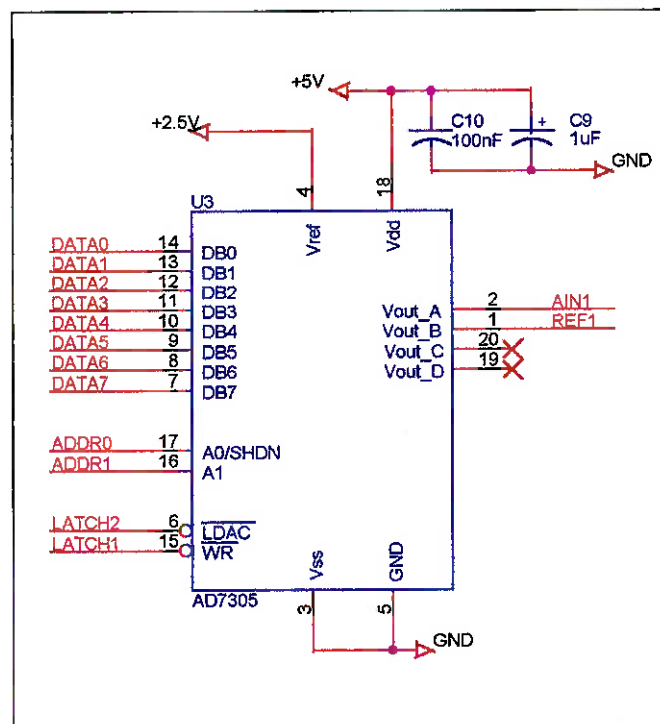 +5V
+2.5V
C10
100nF
+
C9
1uF
GND
4
18
U3
Vref
Vdd
DATA0 14 DB0
DATA1 13 DB1
DATA2 12 DB2
DATA3 11 DB3
DATA4 10 DB4
DATA5 9 DB5
DATA6 8 DB6
DATA7 7 DB7
Vout_A 2 AIN1
Vout_B 1 REF1
Vout_C 20
Vout_D 19
ADDR0 17 A0/SHDN
ADDR1 16 A1
LATCH2 6 LDAC
LATCH1 15 WR
Vss
GND
AD7305
3
5
GND